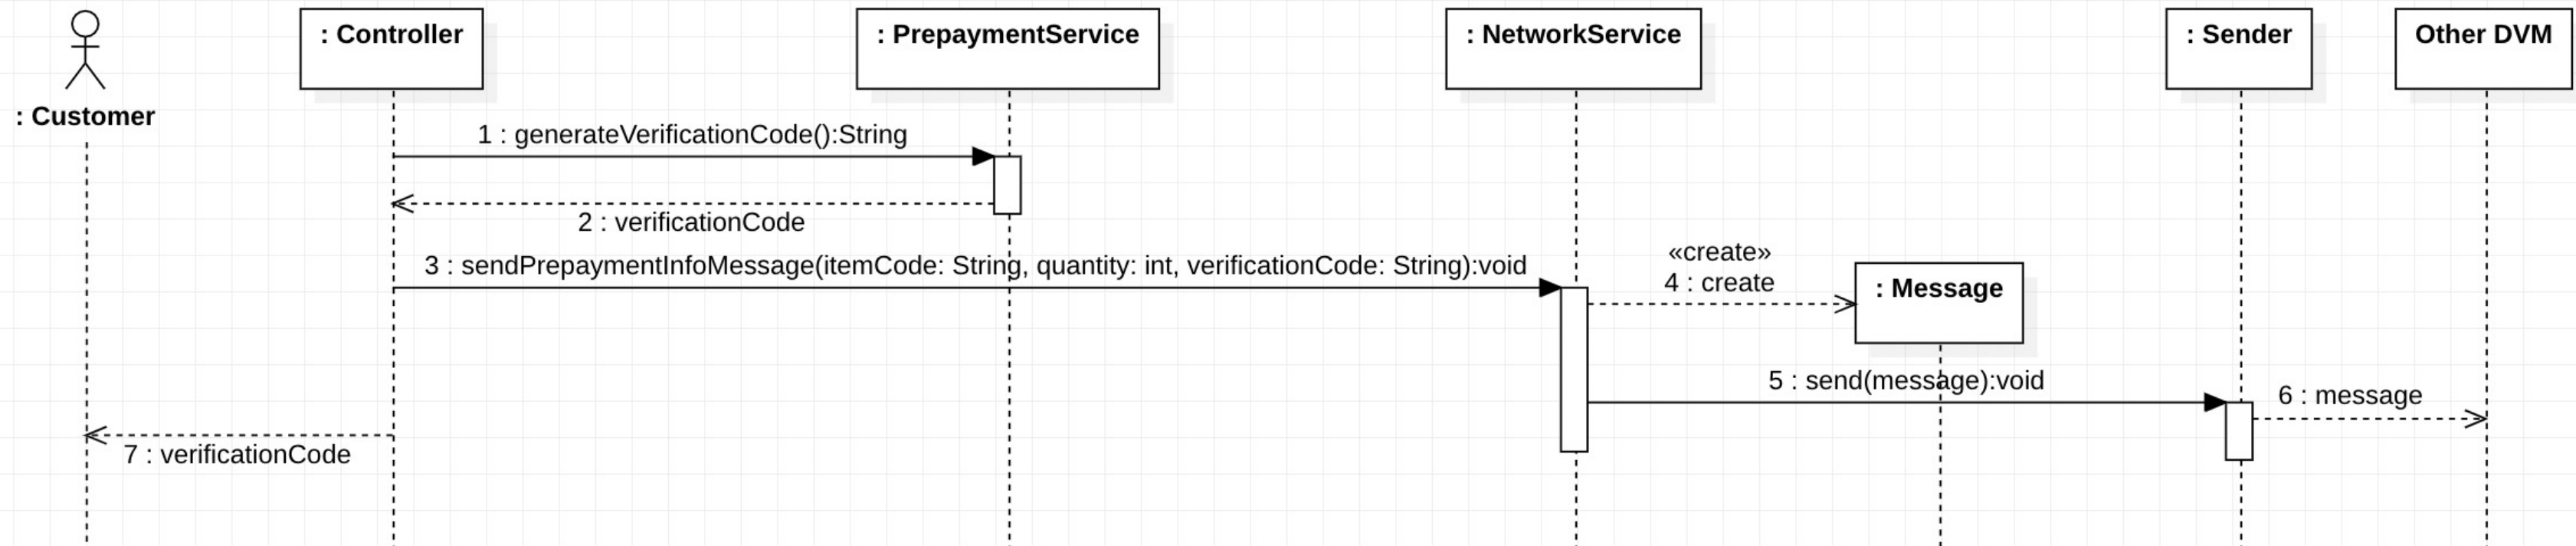 : Customer
: Controller
: PrepaymentService
: NetworkService
: Sender
Other DVM
1 : generateVerificationCode():String
2 : verificationCode
3 : sendPrepaymentInfoMessage(itemCode: String, quantity: int, verificationCode: String):void
«create»
4 : create
: Message
5 : send(message):void
6 : message
7 : verificationCode